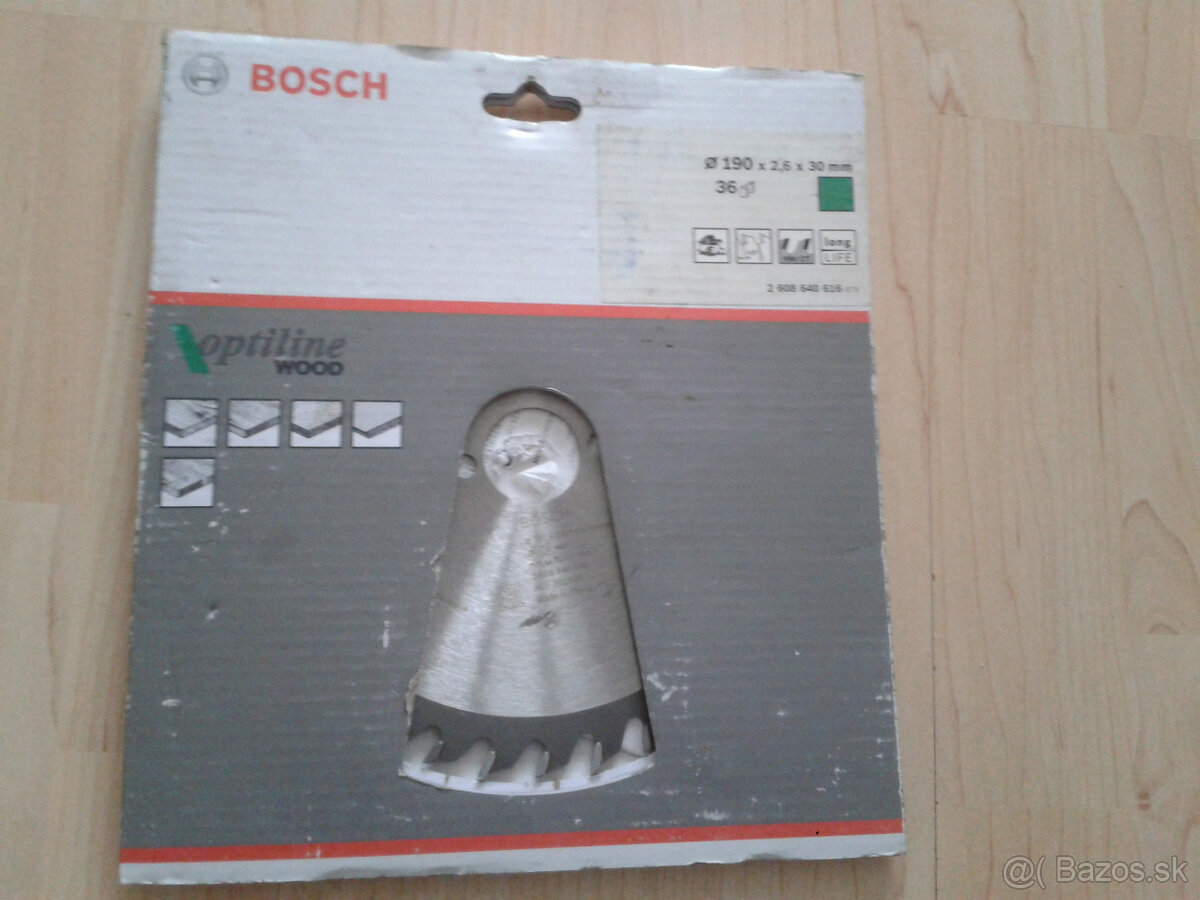 BOSCH
Ø 190 x 2,6 x 30 mm
36
long
LIFE
2 608 640 616
optiline
WOOD
@( Bazos.sk